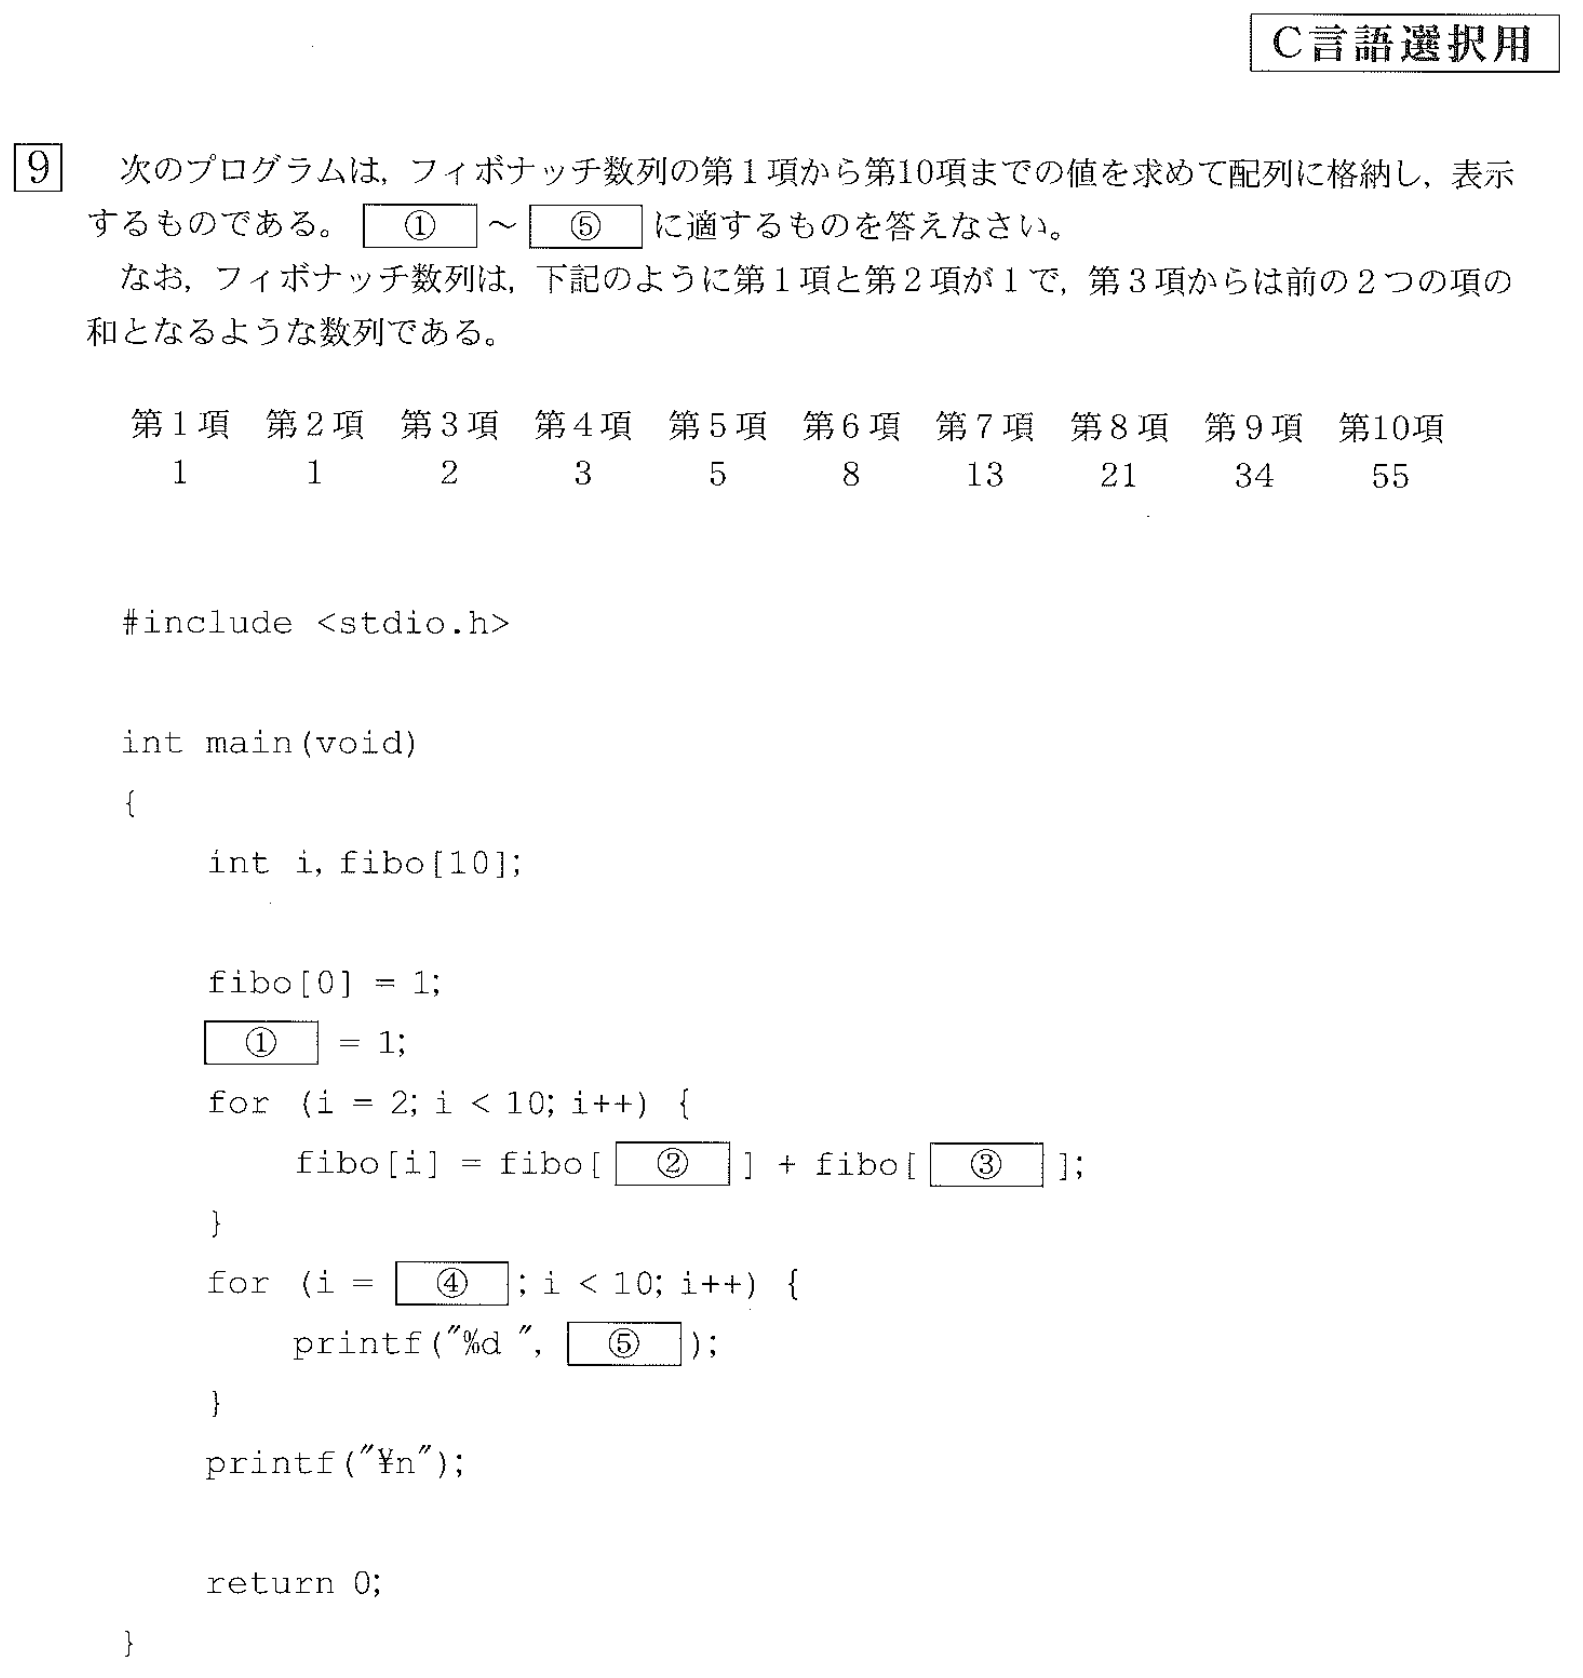 C言語選択用
9 次のプログラムは,フィボナッチ数列の第1項から第10項までの値を求めて配列に格納し,表示
するものである。 ① ~ ⑤ に適するものを答えなさい。
なお,フィボナッチ数列は,下記のように第1項と第2項が1で,第3項からは前の2つの項の
和となるような数列である。
第1項 第2項 第3項 第4項 第5項 第6項 第7項 第8項 第9項 第10項
1 1 2 3 5 8 13 21 34 55
#include <stdio.h>
int main(void)
{
int i, fibo[10];
fibo[0] = 1;
① = 1;
for (i = 2; i < 10; i++) {
fibo[i] = fibo[ ② ] + fibo[ ③ ];
}
for (i = ④ ; i < 10; i++) {
printf("%d ", ⑤ );
}
printf("¥n");
return 0;
}